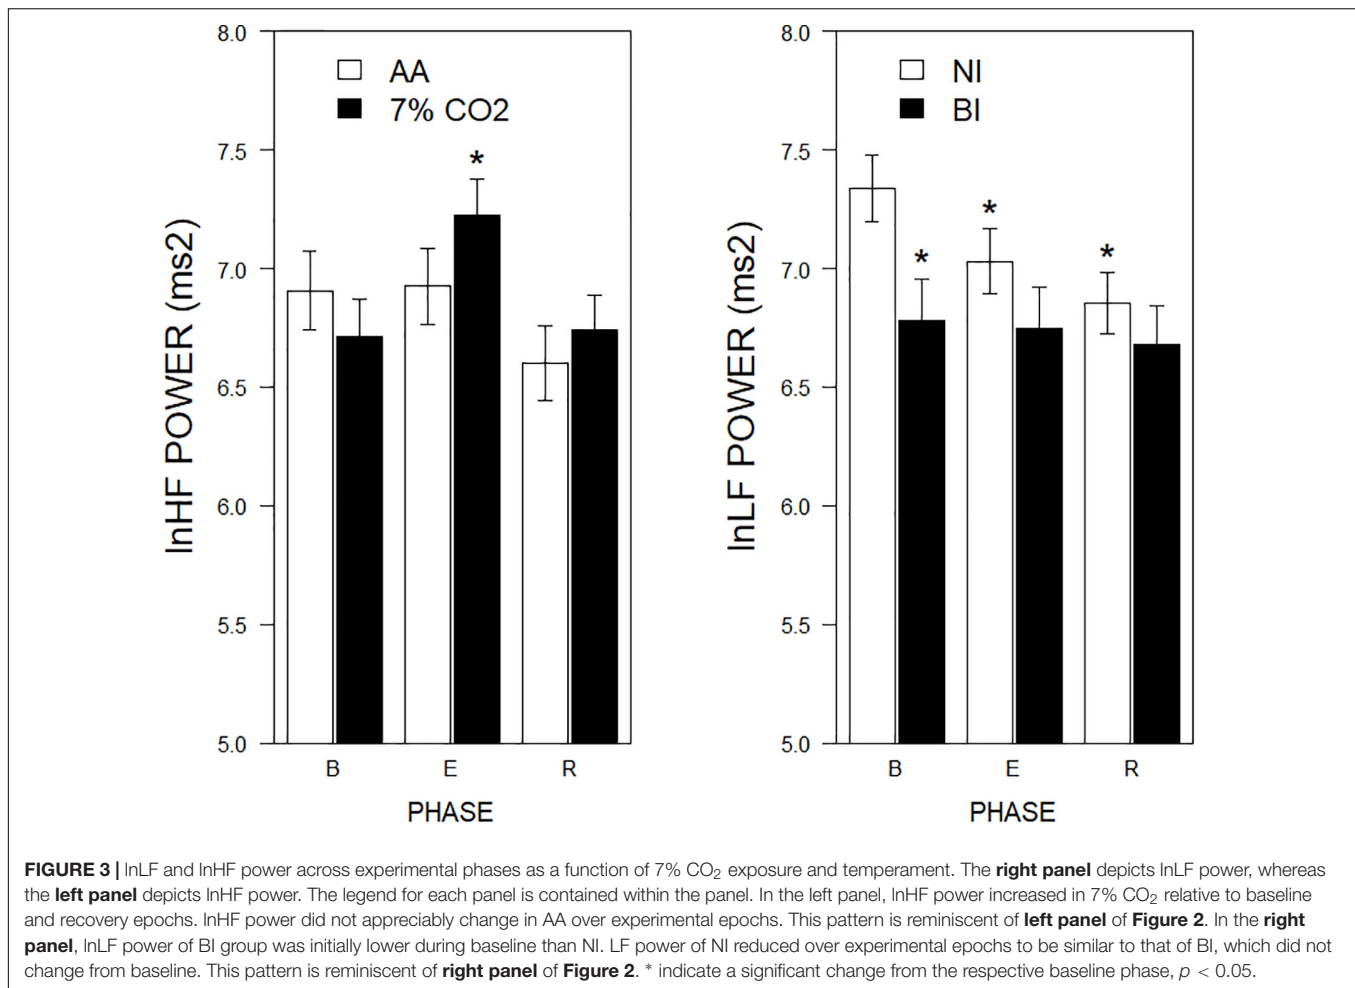 8.0
7.5
7.0
6.5
6.0
5.5
5.0
lnHF POWER (ms2)
AA
7% CO2
*
B E R
PHASE
8.0
7.5
7.0
6.5
6.0
5.5
5.0
lnLF POWER (ms2)
NI
BI
* * *
B E R
PHASE
FIGURE 3 | lnLF and lnHF power across experimental phases as a function of 7% CO₂ exposure and temperament. The right panel depicts lnLF power, whereas
the left panel depicts lnHF power. The legend for each panel is contained within the panel. In the left panel, lnHF power increased in 7% CO₂ relative to baseline
and recovery epochs. lnHF power did not appreciably change in AA over experimental epochs. This pattern is reminiscent of left panel of Figure 2. In the right
panel, lnLF power of BI group was initially lower during baseline than NI. LF power of NI reduced over experimental epochs to be similar to that of BI, which did not
change from baseline. This pattern is reminiscent of right panel of Figure 2. * indicate a significant change from the respective baseline phase, p < 0.05.